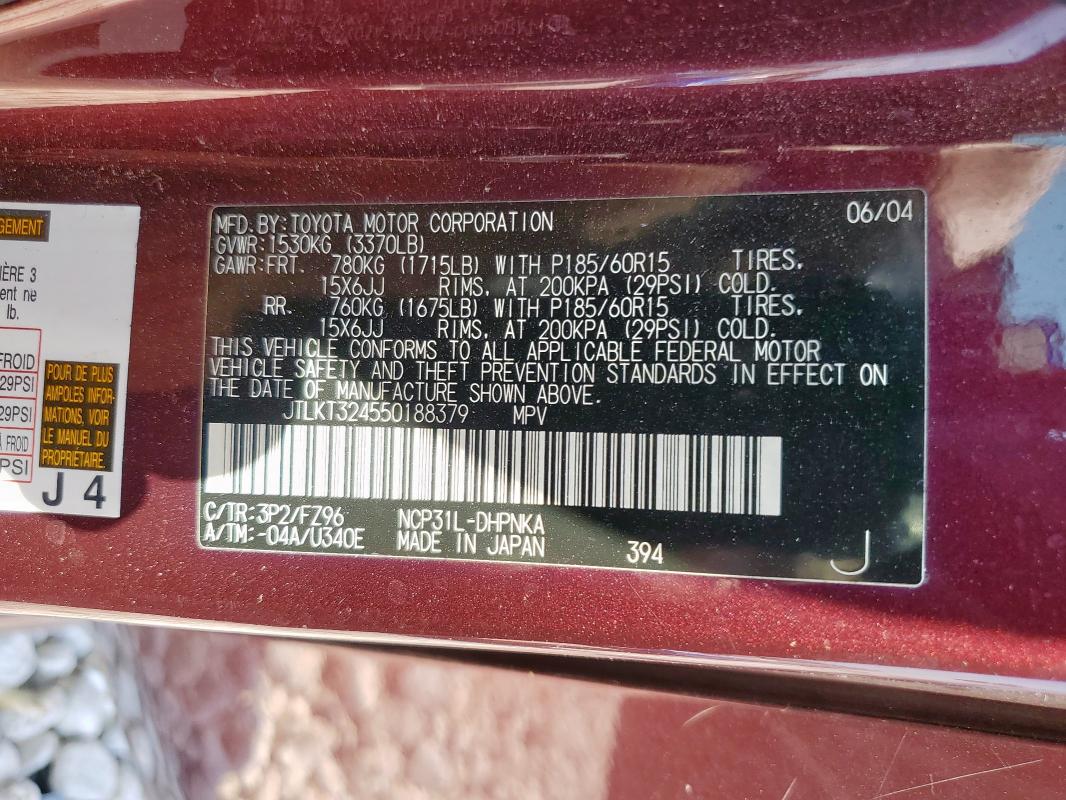 GEMENT
IÈRE 3
ent ne
lb.
FROID
29PSI
29PSI
À FROID
PSI
POUR DE PLUS
AMPLES INFOR-
MATIONS, VOIR
LE MANUEL DU
PROPRIÉTAIRE.
J 4
MFD.BY:TOYOTA MOTOR CORPORATION 06/04
GVWR:1530KG (3370LB)
GAWR:FRT. 780KG (1715LB) WITH P185/60R15 TIRES,
15X6JJ RIMS, AT 200KPA (29PSI) COLD.
RR. 760KG (1675LB) WITH P185/60R15 TIRES,
15X6JJ RIMS, AT 200KPA (29PSI) COLD.
THIS VEHICLE CONFORMS TO ALL APPLICABLE FEDERAL MOTOR
VEHICLE SAFETY AND THEFT PREVENTION STANDARDS IN EFFECT ON
THE DATE OF MANUFACTURE SHOWN ABOVE.
JTLKT324550188379 MPV
C/TR:3P2/FZ96 NCP31L-DHPNKA
A/TM:-04A/U340E MADE IN JAPAN 394 J